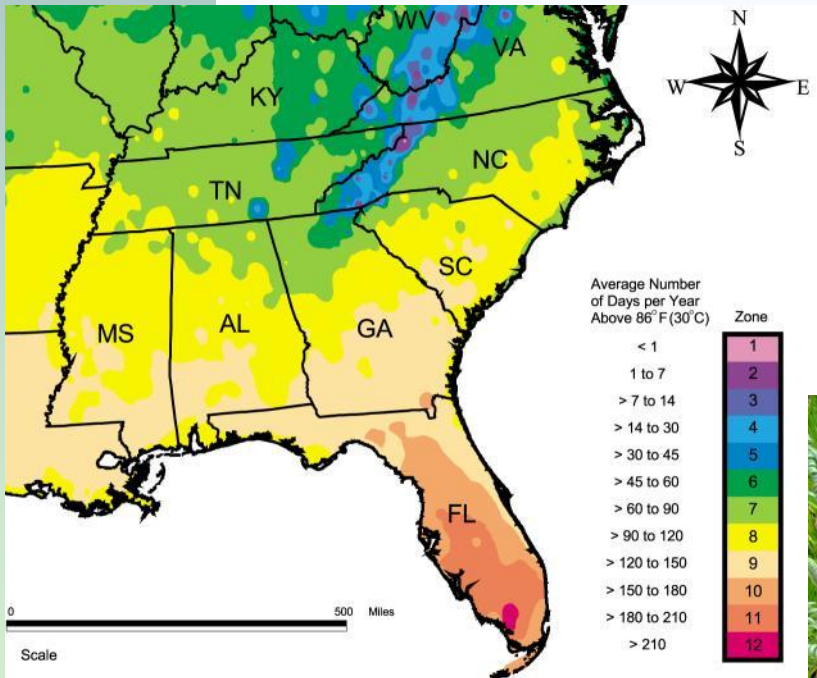 WV
VA
KY
N
W E
S
TN
NC
SC
MS
AL
GA
FL
Average Number
of Days per Year
Above 86°F (30°C) Zone
< 1 1
1 to 7 2
> 7 to 14 3
> 14 to 30 4
> 30 to 45 5
> 45 to 60 6
> 60 to 90 7
> 90 to 120 8
> 120 to 150 9
> 150 to 180 10
> 180 to 210 11
> 210 12
0 500 Miles
Scale